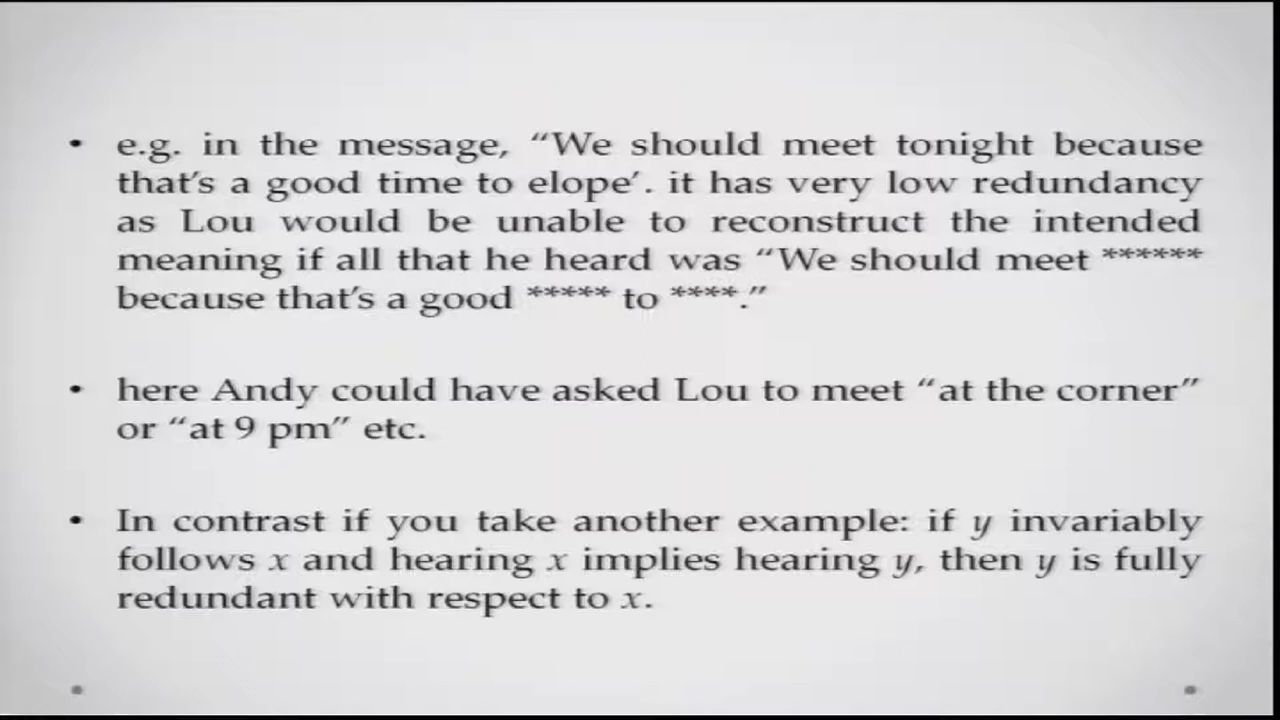 • e.g. in the message, “We should meet tonight because
that’s a good time to elope’. it has very low redundancy
as Lou would be unable to reconstruct the intended
meaning if all that he heard was “We should meet ******
because that’s a good ***** to ****.”
• here Andy could have asked Lou to meet “at the corner”
or “at 9 pm” etc.
• In contrast if you take another example: if y invariably
follows x and hearing x implies hearing y, then y is fully
redundant with respect to x.